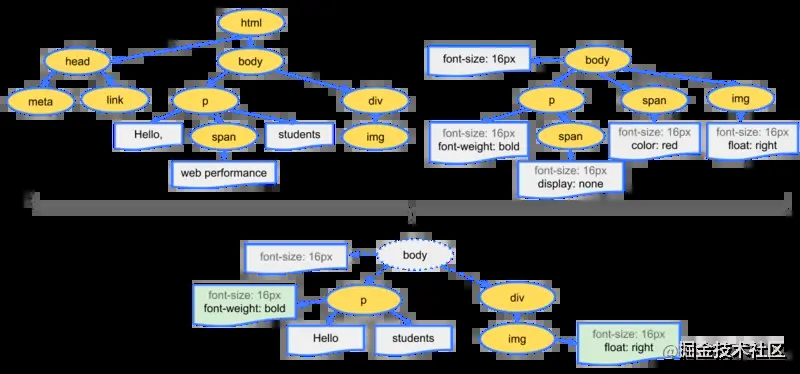 html
head
body
meta
link
p
div
Hello,
span
students
img
web performance
body
font-size: 16px
p
span
img
font-size: 16px
font-weight: bold
span
font-size: 16px
color: red
font-size: 16px
float: right
font-size: 16px
display: none
body
font-size: 16px
font-size: 16px
font-weight: bold
p
div
Hello
students
img
font-size: 16px
float: right
@掘金技术社区